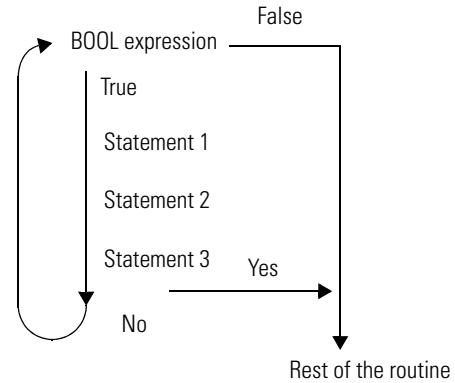 False
BOOL expression
True
Statement 1
Statement 2
Statement 3
Yes
No
Rest of the routine